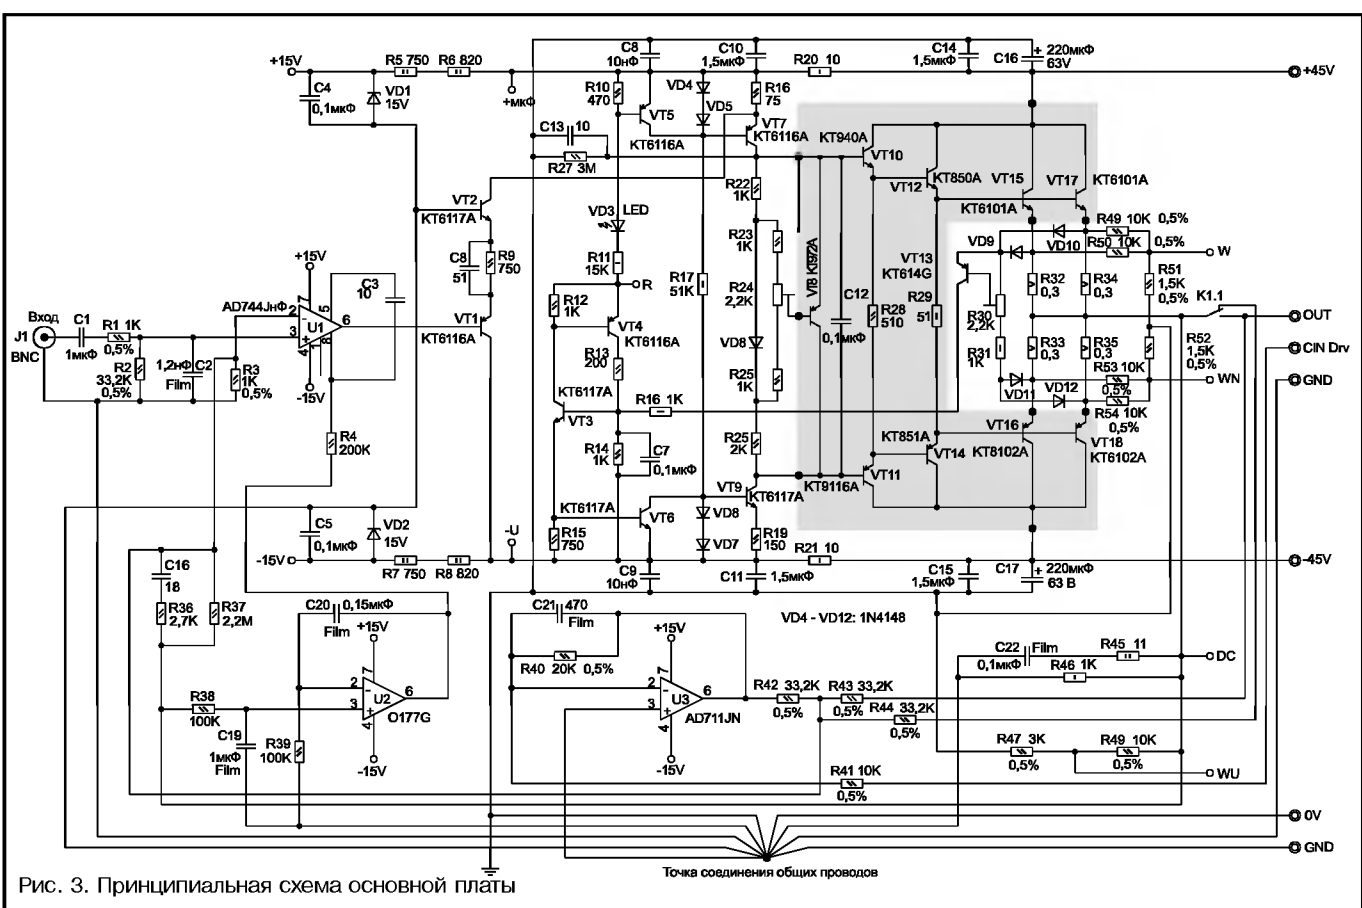 C8
10нФ
C10
1,5мкФ
C14
1,5мкФ
C16
+ 220мкФ
63V
+15V
R5 750
R6 820
R20 10
+45V
C4
0,1мкФ
VD1
15V
+мкФ
R10
470
VT5
KT6116A
VD4
VD5
R16
75
VT7
KT6116A
C13
10
R27 3M
KT940A
VT10
VT12
KT850A
VT15
KT6101A
VT17
KT6101A
VT2
KT6117A
VD3
LED
R22
1K
R23
1K
R49 10K 0,5%
VD9
VD10
R50 10K
0,5%
W
C8
51
R9
750
R11
15K
R
R17
51K
R24
2,2K
VT8 KT972A
C12
0,1мкФ
VT13
KT614G
R32
0,3
R34
0,3
R51
1,5K
0,5%
+15V
7
5
C3
10
AD744JнФ
2
3
6
U1
4
1
8
-15V
R12
1K
VT4
KT6116A
VT1
KT6116A
R28
510
R29
51
R30
2,2K
K1.1
OUT
Вход
J1
BNC
C1
1мкФ
R1 1K
0,5%
R2
33,2K
0,5%
1,2нФ
C2
Film
R3
1K
0,5%
R13
200
VD8
R31
1K
R33
0,3
R35
0,3
R52
1,5K
0,5%
CIN Drv
KT6117A
VT3
R16 1K
R25
1K
VD11
VD12
R53 10K
0,5%
WN
GND
R54 10K
0,5%
R4
200K
R14
1K
C7
0,1мкФ
R25
2K
KT851A
VT14
VT16
KT8102A
VT18
KT6102A
KT9116A
VT11
C5
0,1мкФ
VD2
15V
KT6117A
VT6
VT9
KT6117A
VD8
VD7
-U
R15
750
R19
150
-15V
R7 750
R8 820
R21 10
-45V
C9
10нФ
C11
1,5мкФ
C15
1,5мкФ
C17
+ 220мкФ
63 В
C16
18
R36
2,7K
R37
2,2M
C20
0,15мкФ
Film
+15V
C21
470
Film
+15V
VD4 - VD12: 1N4148
R40 20K 0,5%
C22
Film
0,1мкФ
R45 11
R46 1K
DC
R38
100K
2
3
7
6
U2
4
O177G
-15V
2
3
7
6
U3
4
AD711JN
-15V
R42 33,2K
0,5%
R43 33,2K
0,5%
R44 33,2K
0,5%
C19
1мкФ
Film
R39
100K
R47 3K
0,5%
R49 10K
0,5%
WU
R41 10K
0,5%
0V
GND
Точка соединения общих проводов
Рис. 3. Принципиальная схема основной платы